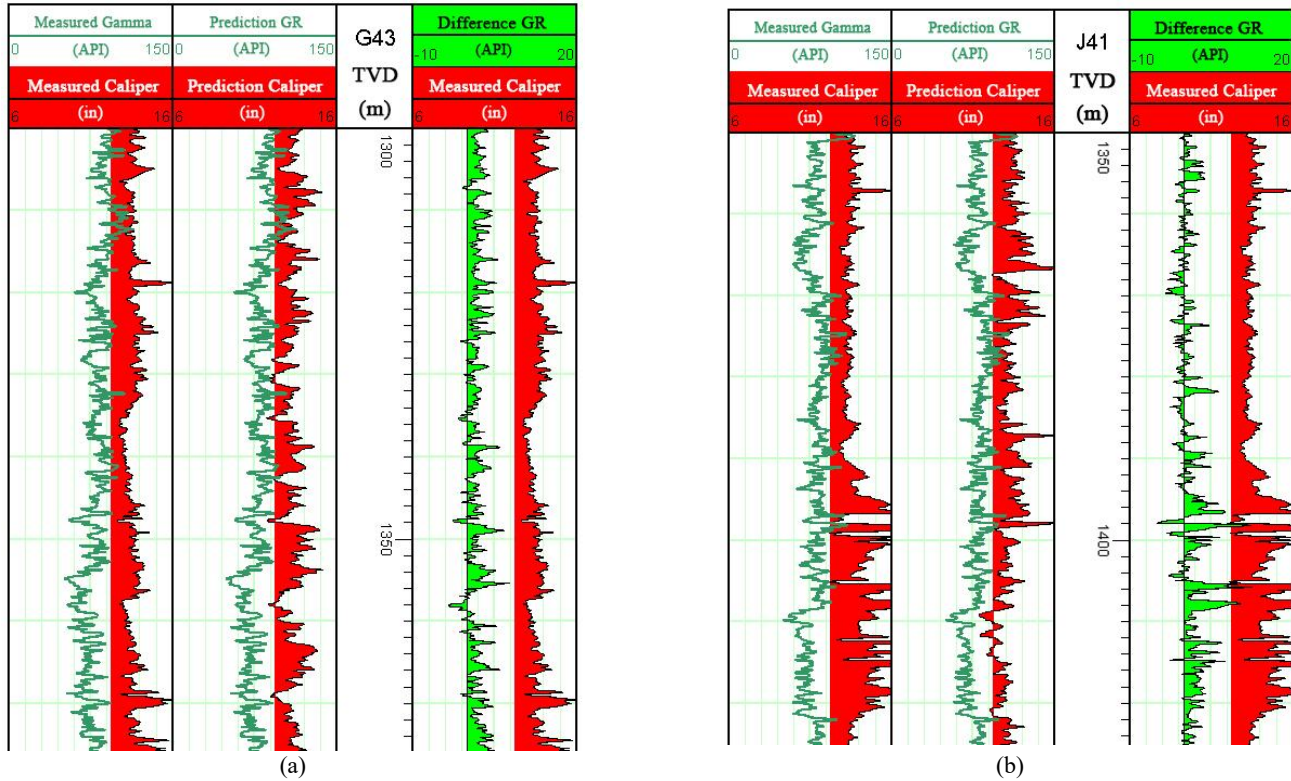 Measured Gamma
(API)
0 150
Measured Caliper
(in)
6
Prediction GR
(API)
0 150
Prediction Caliper
(in)
16
G43
TVD
(m)
1300
1350
Difference GR
(API)
-10 20
Measured Caliper
(in)
6 16
(a)
Measured Gamma
(API)
0 150
Measured Caliper
(in)
6
Prediction GR
(API)
0 150
Prediction Caliper
(in)
6 16
J41
TVD
(m)
1350
1400
Difference GR
(API)
-10 20
Measured Caliper
(in)
6 16
(b)